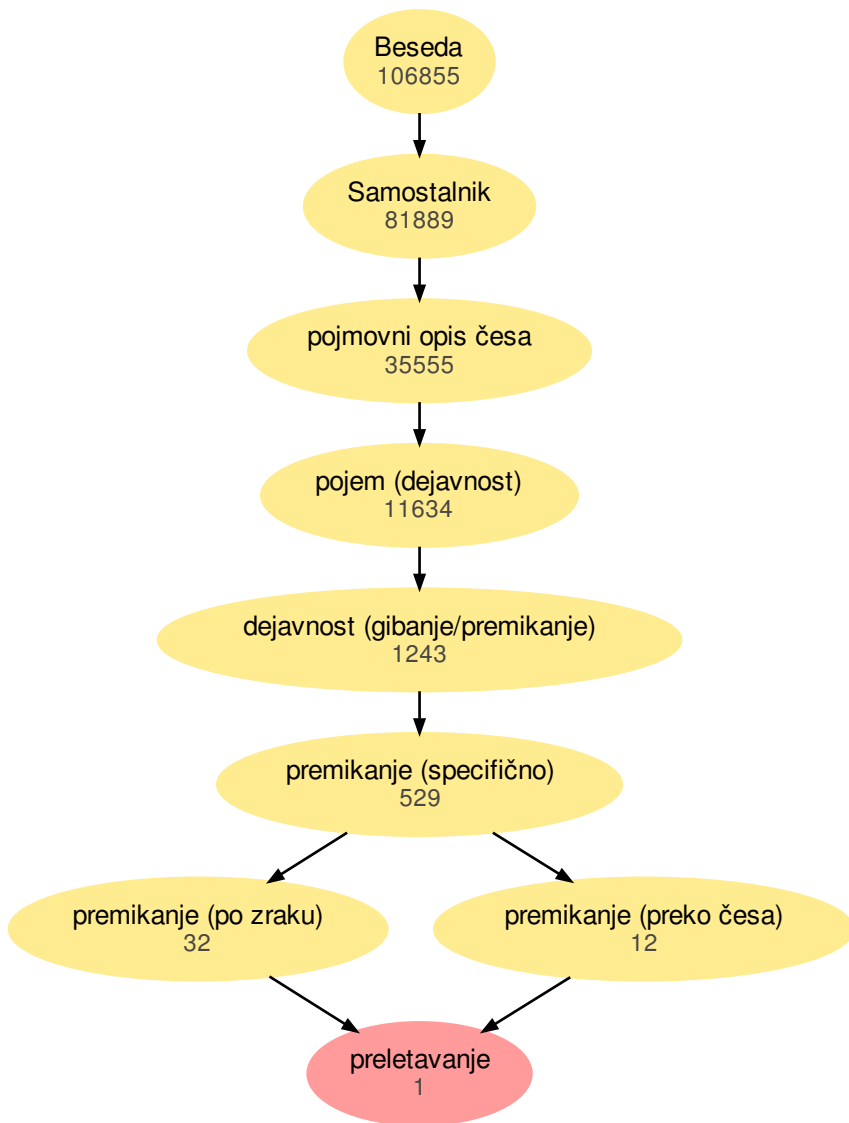 Beseda
106855
Samostalnik
81889
pojmovni opis česa
35555
pojem (dejavnost)
11634
dejavnost (gibanje/premikanje)
1243
premikanje (specifično)
529
premikanje (po zraku)
32
premikanje (preko česa)
12
preletavanje
1